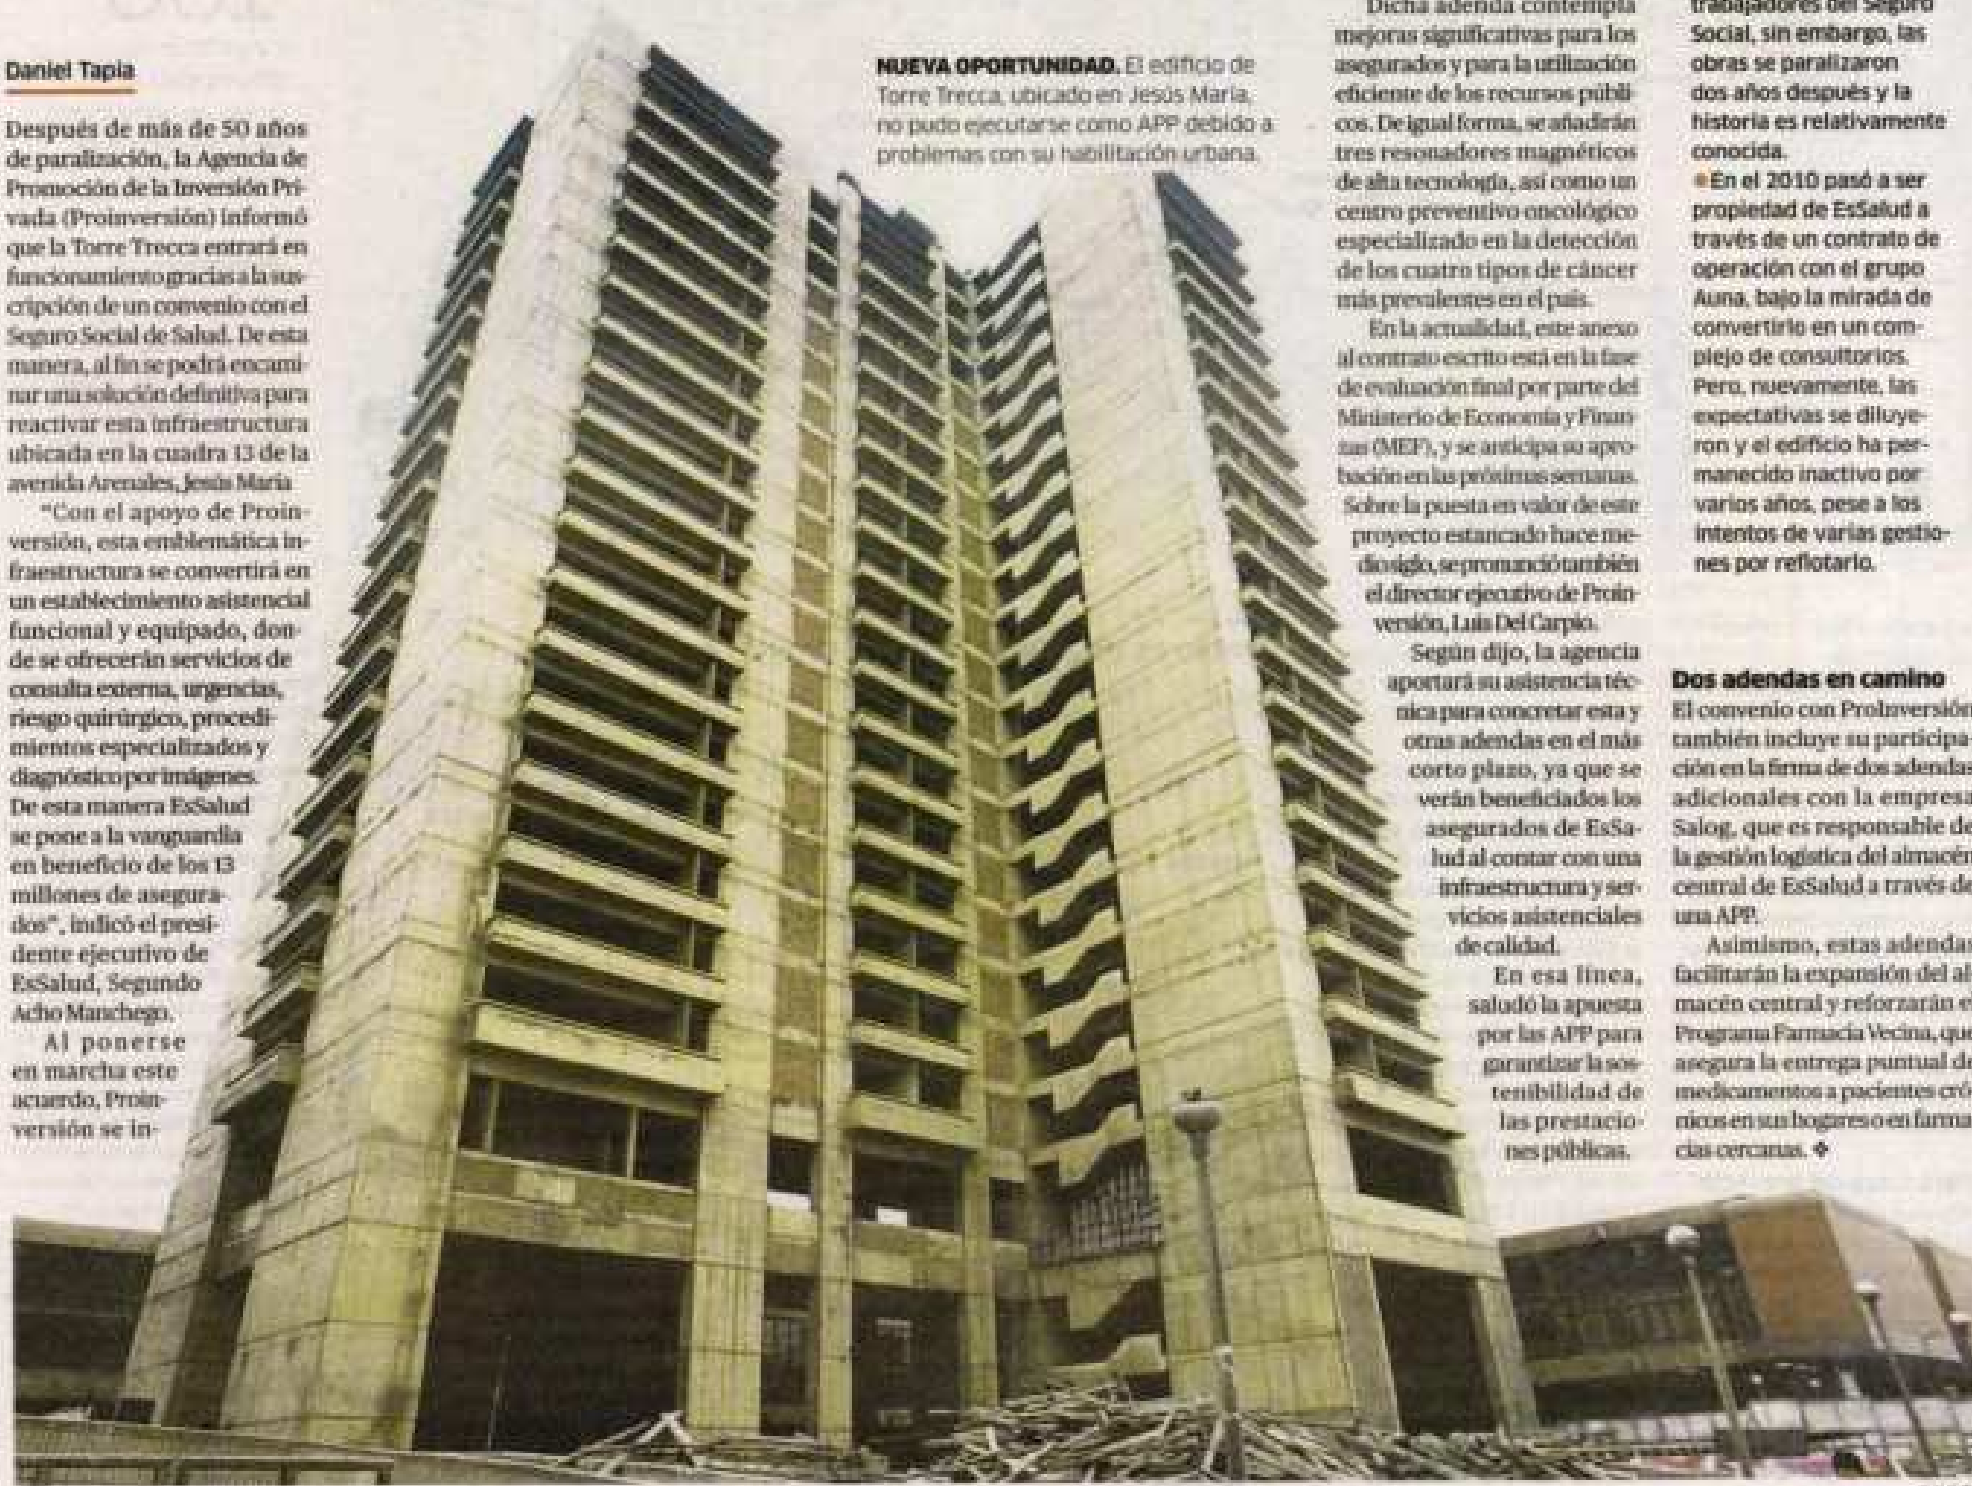 Daniel Tapia
Después de más de 50 años
de paralización, la Agencia de
Promoción de la Inversión Pri-
vada (Proinversión) informó
que la Torre Trecca entrará en
funcionamiento gracias a la sus-
cripción de un convenio con el
Seguro Social de Salud. De esta
manera, al fin se podrá encami-
nar una solución definitiva para
reactivar esta infraestructura
ubicada en la cuadra 13 de la
avenida Arenales, Jesús María
"Con el apoyo de Proin-
versión, esta emblemática in-
fraestructura se convertirá en
un establecimiento asistencial
funcional y equipado, don-
de se ofrecerán servicios de
consulta externa, urgencias,
riesgo quirúrgico, procedi-
mientos especializados y
diagnóstico por imágenes.
De esta manera EsSalud
se pone a la vanguardia
en beneficio de los 13
millones de asegura-
dos", indicó el presi-
dente ejecutivo de
EsSalud, Segundo
Acho Manchego.
Al ponerse
en marcha este
acuerdo, Proin-
versión se in-
NUEVA OPORTUNIDAD. El edificio de
Torre Trecca, ubicado en Jesús María,
no pudo ejecutarse como APP debido a
problemas con su habilitación urbana.
Dicha adenda contempla
mejoras significativas para los
asegurados y para la utilización
eficiente de los recursos públi-
cos. De igual forma, se añadirán
tres resonadores magnéticos
de alta tecnología, así como un
centro preventivo oncológico
especializado en la detección
de los cuatro tipos de cáncer
más prevalentes en el país.
En la actualidad, este anexo
al contrato escrito está en la fase
de evaluación final por parte del
Ministerio de Economía y Finan-
zas (MEF), y se anticipa su apro-
bación en las próximas semanas.
Sobre la puesta en valor de este
proyecto estancado hace me-
dio siglo, se pronunció también
el director ejecutivo de Proin-
versión, Luis Del Carpio.
Según dijo, la agencia
aportará su asistencia téc-
nica para concretar esta y
otras adendas en el más
corto plazo, ya que se
verán beneficiados los
asegurados de EsSa-
lud al contar con una
infraestructura y ser-
vicios asistenciales
de calidad.
En esa línea,
saludó la apuesta
por las APP para
garantizar la sos-
tenibilidad de
las prestacio-
nes públicas.
trabajadores del Seguro
Social, sin embargo, las
obras se paralizaron
dos años después y la
historia es relativamente
conocida.
• En el 2010 pasó a ser
propiedad de EsSalud a
través de un contrato de
operación con el grupo
Auna, bajo la mirada de
convertirlo en un com-
plejo de consultorios.
Pero, nuevamente, las
expectativas se diluye-
ron y el edificio ha per-
manecido inactivo por
varios años, pese a los
intentos de varias gestio-
nes por reflotarlo.
Dos adendas en camino
El convenio con ProInversión
también incluye su participa-
ción en la firma de dos adendas
adicionales con la empresa
Salog, que es responsable de
la gestión logística del almacén
central de EsSalud a través de
una APP.
Asimismo, estas adendas
facilitarán la expansión del al-
macén central y reforzarán el
Programa Farmacia Vecina, que
asegura la entrega puntual de
medicamentos a pacientes cró-
nicos en sus hogares o en farma
cias cercanas. ❖